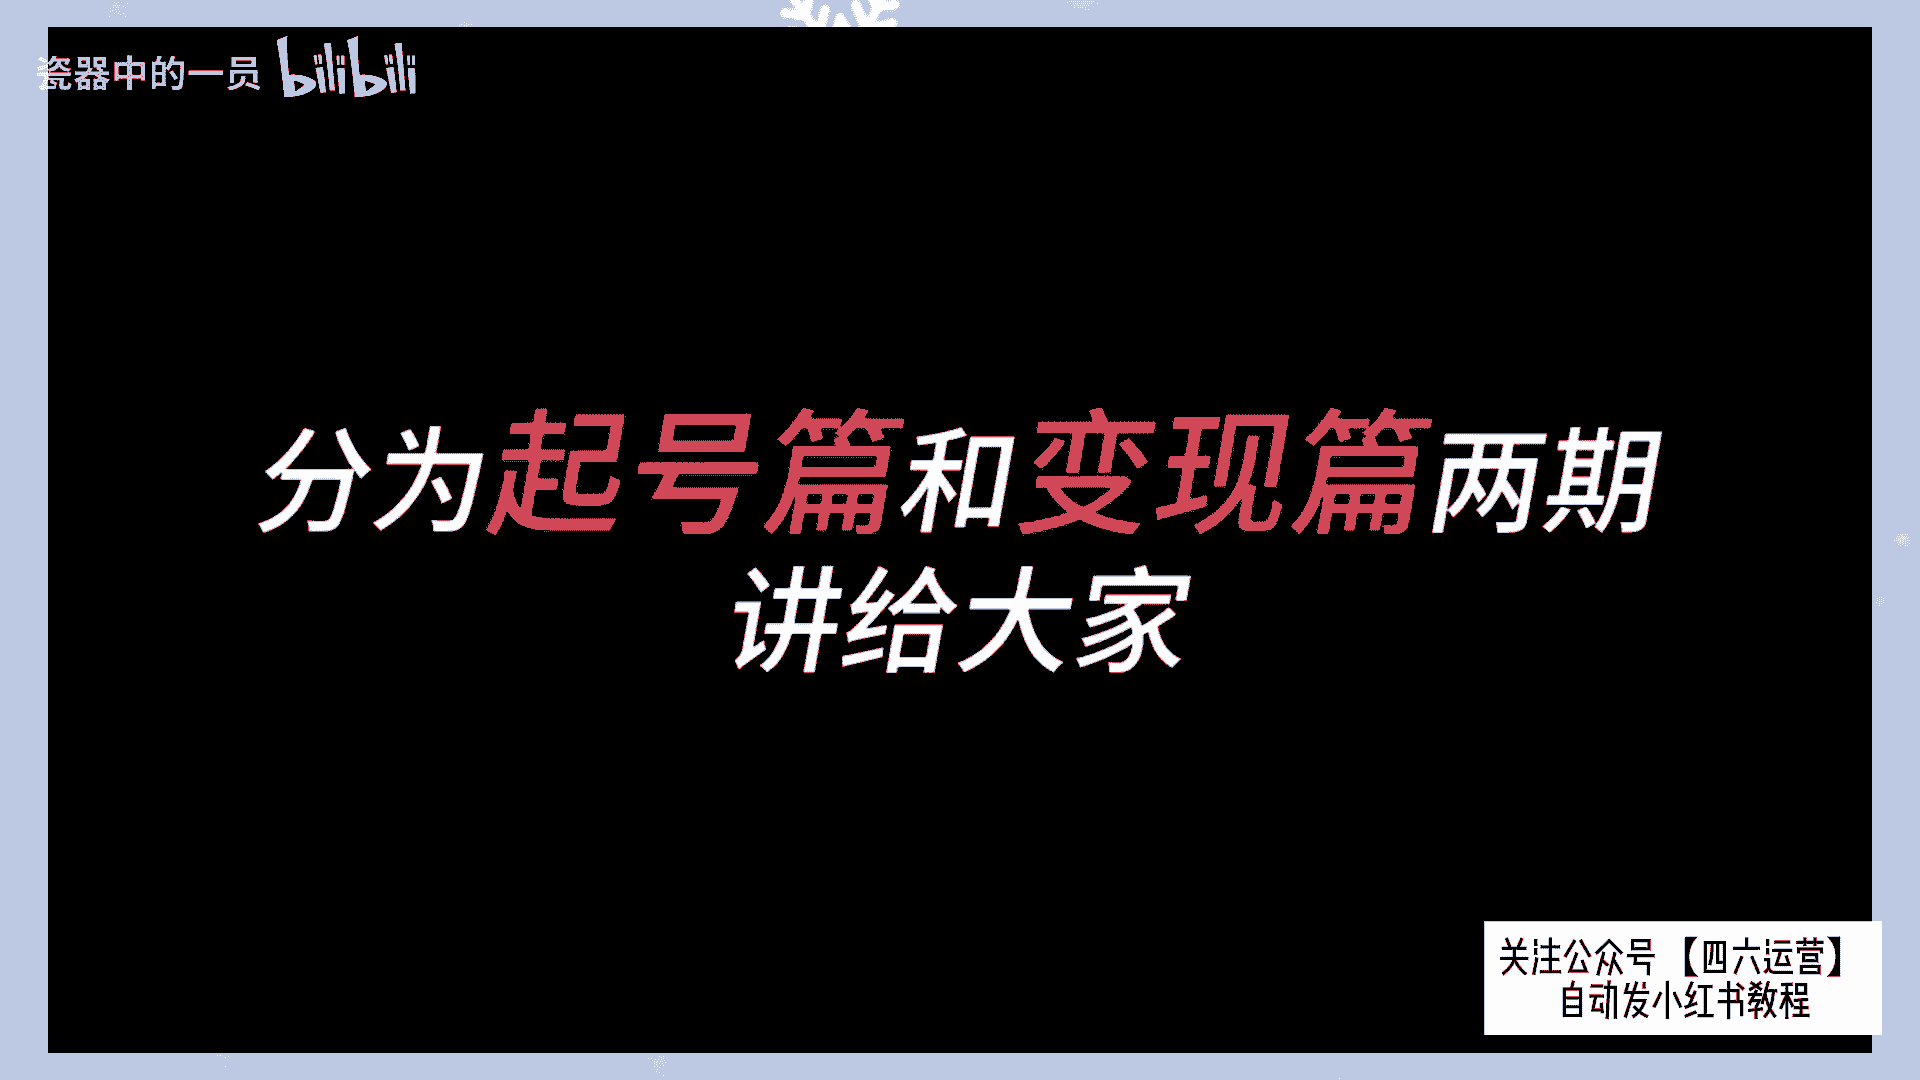 瓷器中的一员 bilibili
分为起号篇和变现篇两期
讲给大家
关注公众号【四六运营】
自动发小红书教程